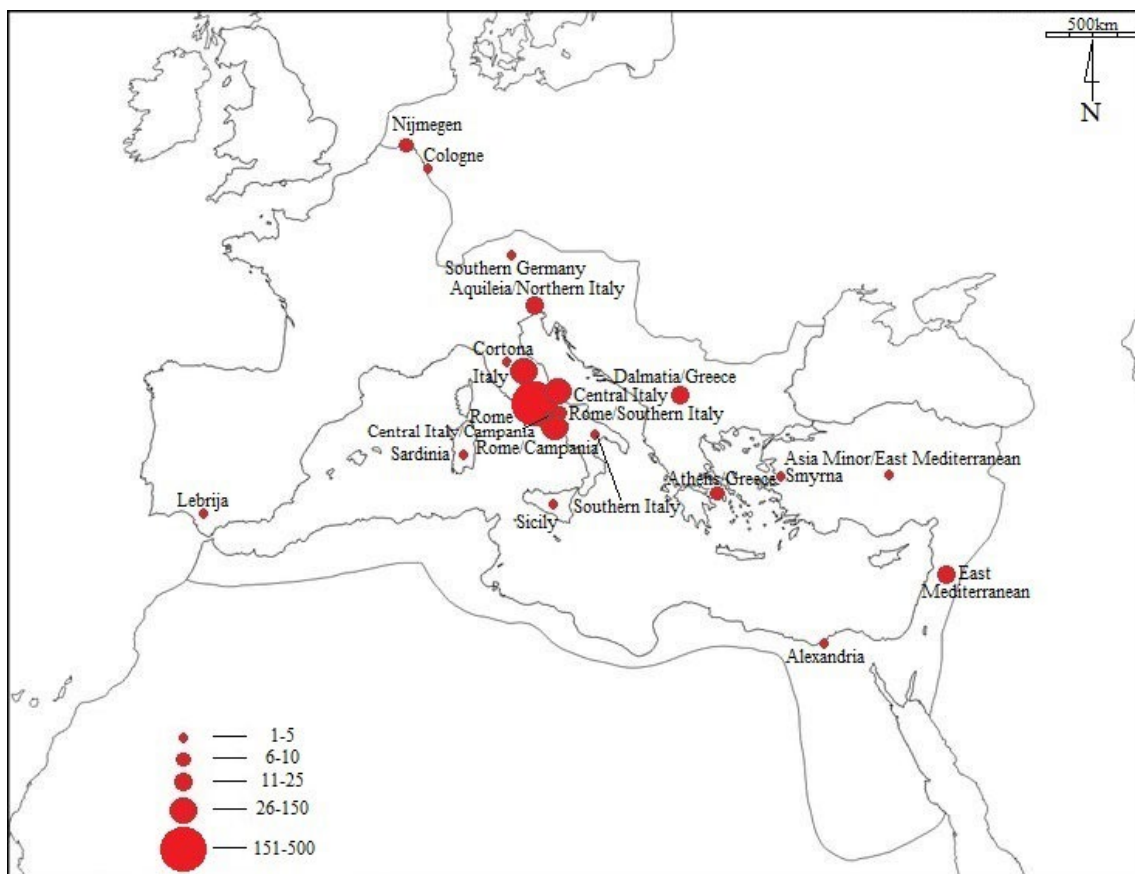 500km
N
Nijmegen
Cologne
Southern Germany
Aquileia/Northern Italy
Cortona
Italy
Dalmatia/Greece
Central Italy
Rome
Rome/Southern Italy
Central Italy/Campania
Rome/Campania
Sardinia
Asia Minor/East Mediterranean
Athens/Greece
Smyrna
Lebrija
Southern Italy
Sicily
East
Mediterranean
Alexandria
1-5
6-10
11-25
26-150
151-500